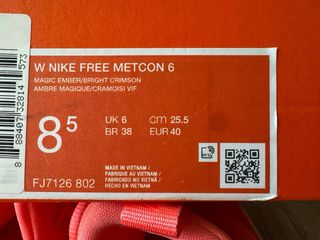 W NIKE FREE METCON 6
MAGIC EMBER/BRIGHT CRIMSON
AMBRE MAGIQUE/CRAMOISI VIF
8 5
UK 6 cm 25.5
BR 38 EUR 40
MADE IN VIETNAM /
FABRIQUE AU VIETNAM /
FABRICADO NO VIETNÃ /
HECHO EN VIETNAM
FJ7126 802
8 88407 32814 573